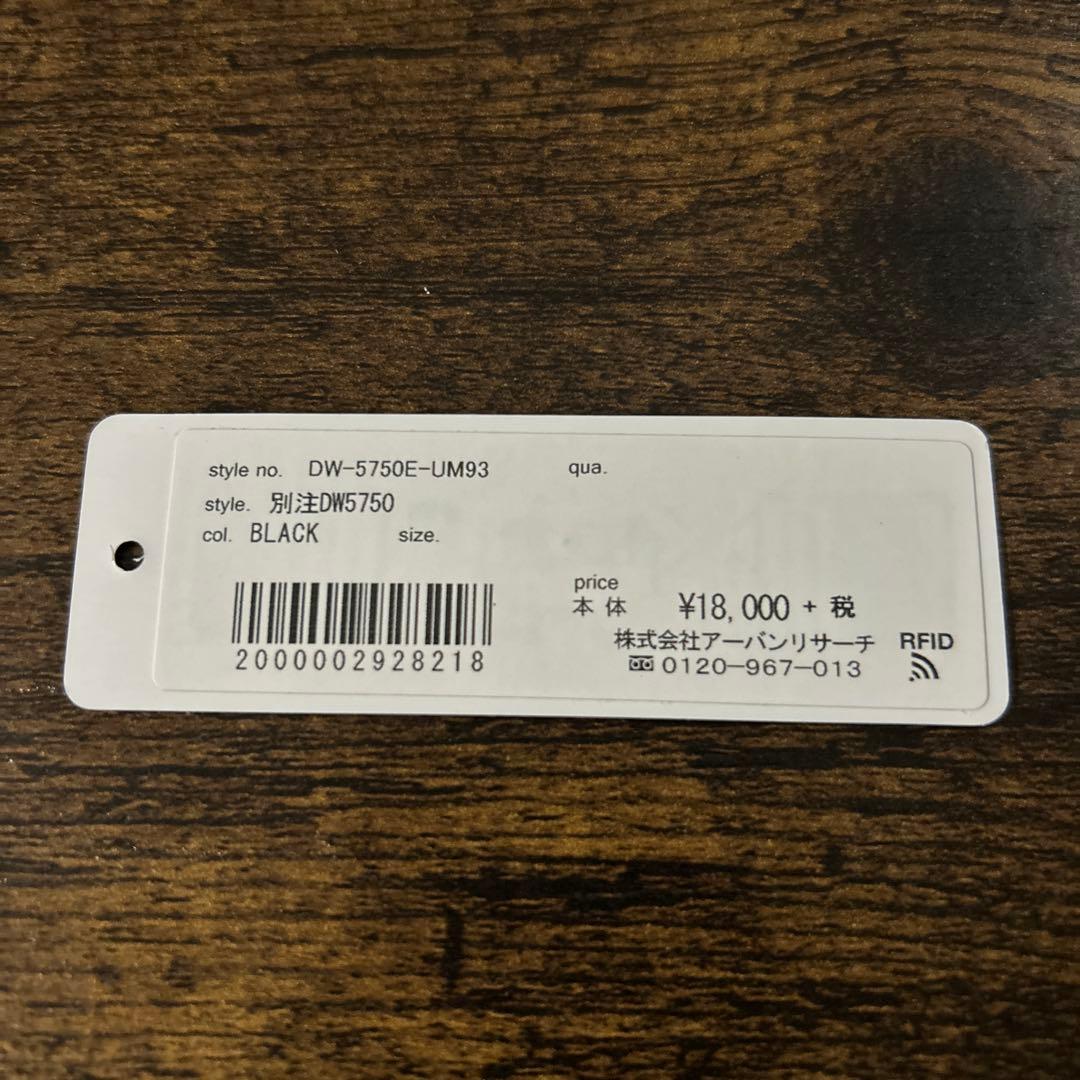 style no. DW-5750E-UM93 qua.
style. 別注DW5750
col. BLACK size.
price
本体 ¥18,000 + 税
株式会社アーバンリサーチ RFID
2000002928218 0120-967-013